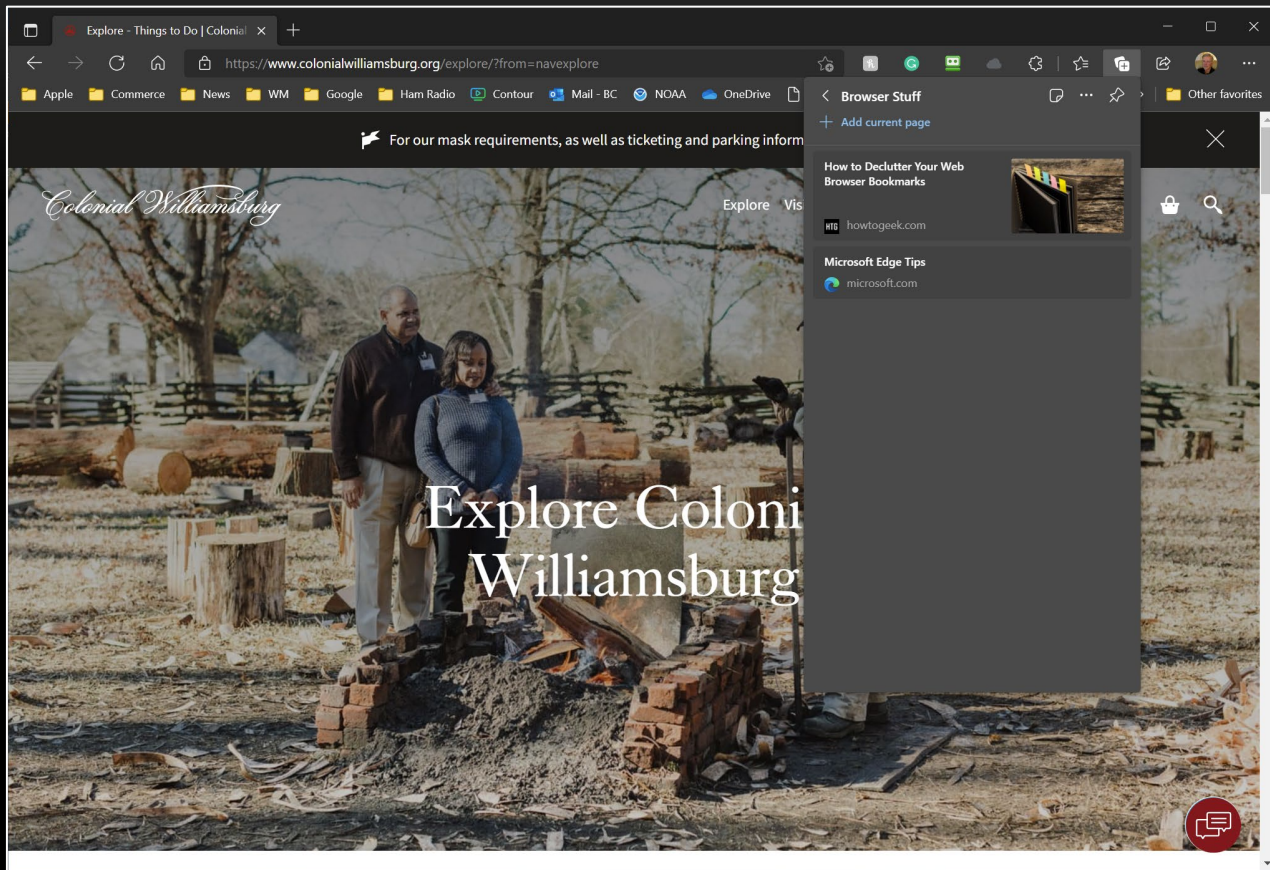 Explore - Things to Do | Colonial
https://www.colonialwilliamsburg.org/explore/?from=navexplore
Apple Commerce News WM Google Ham Radio Contour Mail - BC NOAA OneDrive Other favorites
Browser Stuff
Add current page
How to Declutter Your Web
Browser Bookmarks
HTG howtogeek.com
Microsoft Edge Tips
microsoft.com
For our mask requirements, as well as ticketing and parking inform
Colonial Williamsburg
Explore Vis
Explore Coloni
Williamsburg